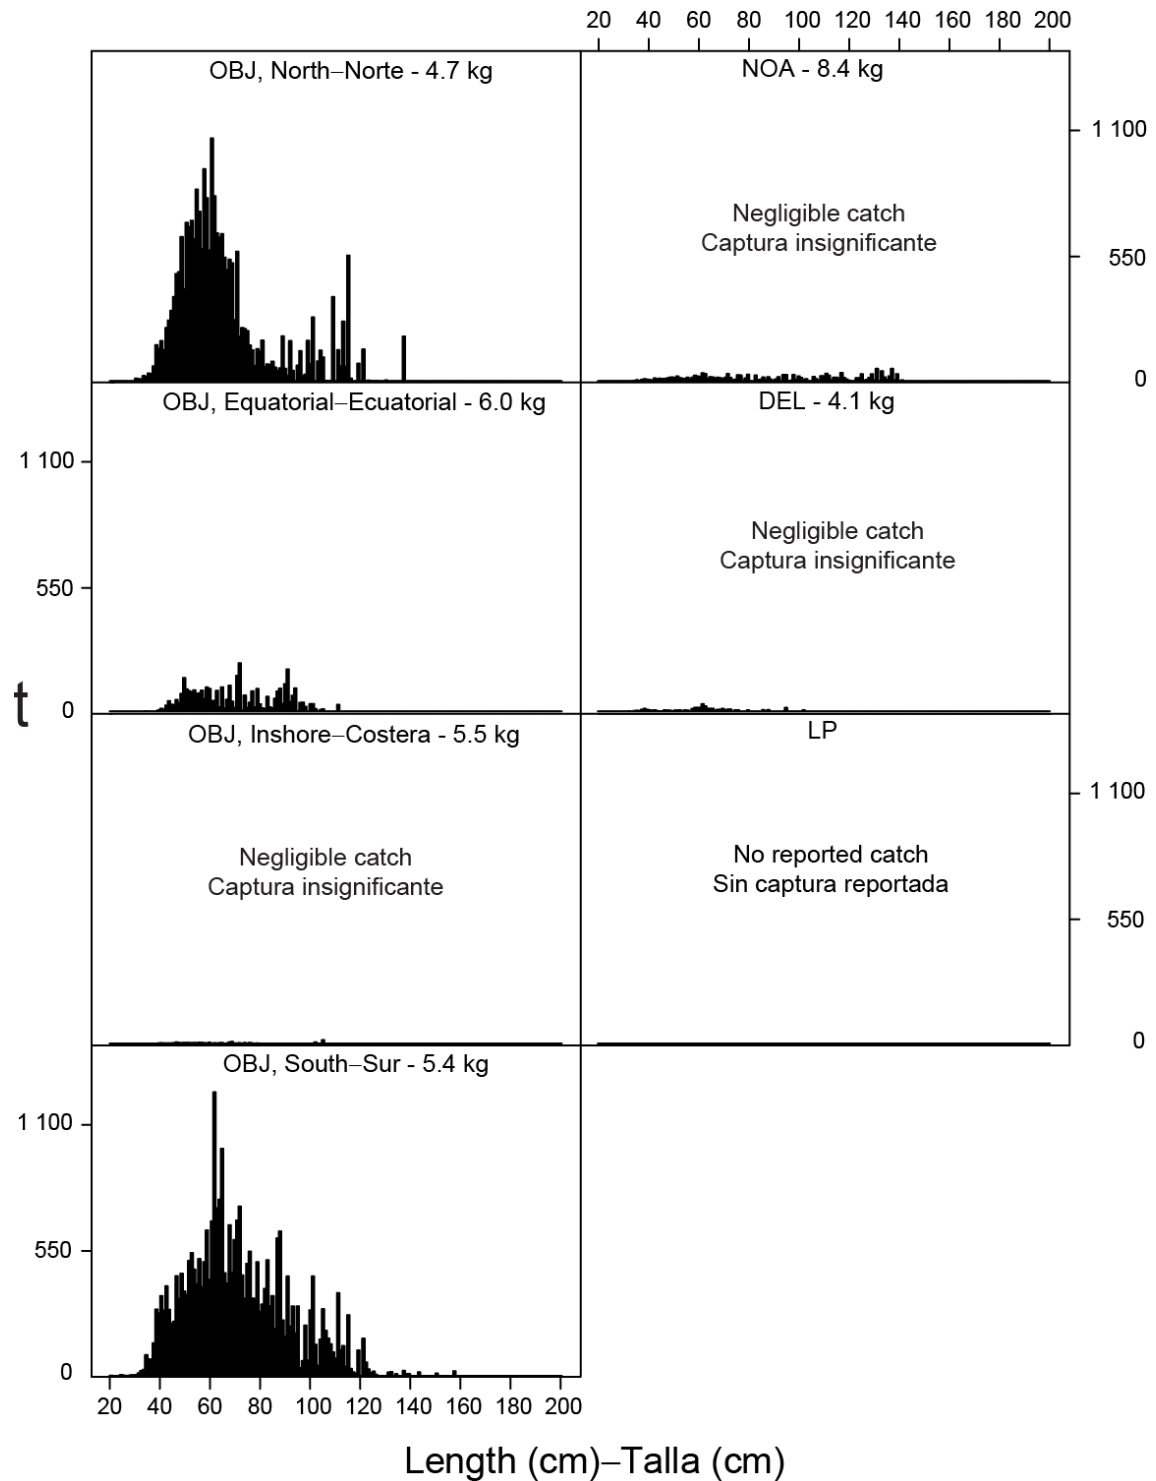 20 40 60 80 100 120 140 160 180 200
OBJ, North–Norte - 4.7 kg
NOA - 8.4 kg
1 100
Negligible catch
Captura insignificante
550
0
OBJ, Equatorial–Ecuatorial - 6.0 kg
DEL - 4.1 kg
1 100
Negligible catch
Captura insignificante
550
t
0
OBJ, Inshore–Costera - 5.5 kg
LP
1 100
Negligible catch
Captura insignificante
No reported catch
Sin captura reportada
550
0
OBJ, South–Sur - 5.4 kg
1 100
550
0
20 40 60 80 100 120 140 160 180 200
Length (cm)–Talla (cm)